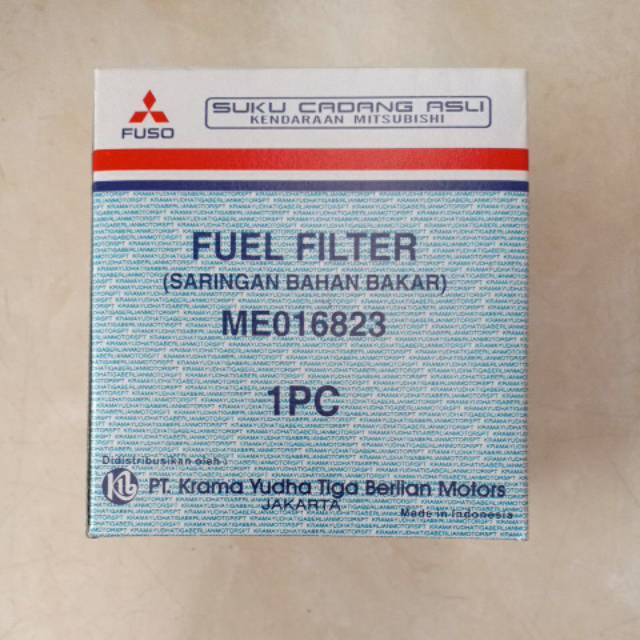 FUSO
SUKU CADANG ASLI
KENDARAAN MITSUBISHI
FUEL FILTER
(SARINGAN BAHAN BAKAR)
ME016823
1PC
Didistribusikan oleh :
KTb PT. Krama Yudha Tiga Berlian Motors
JAKARTA
Made in Indonesia